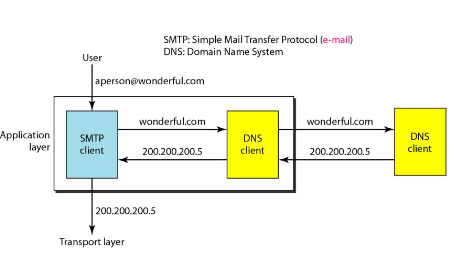 SMTP: Simple Mail Transfer Protocol (e-mail)
DNS: Domain Name System
User
aperson@wonderful.com
Application
layer
SMTP
client
wonderful.com
200.200.200.5
DNS
client
wonderful.com
200.200.200.5
DNS
client
200.200.200.5
Transport layer